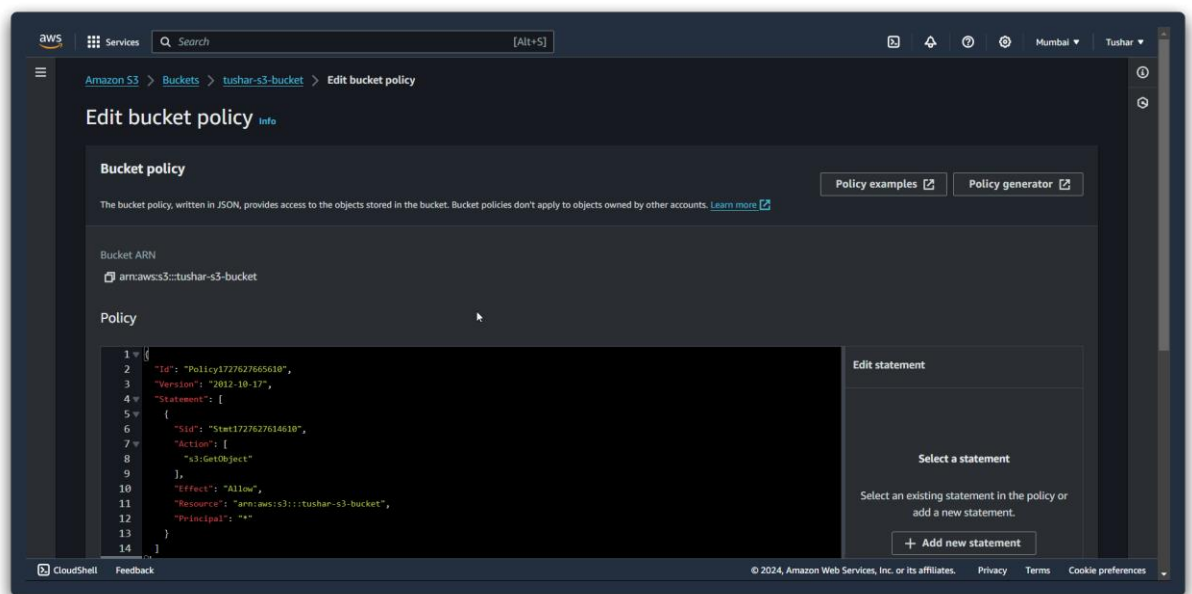 aws Services Search [Alt+S] Mumbai ▼ Tushar ▼
Amazon S3 > Buckets > tushar-s3-bucket > Edit bucket policy
Edit bucket policy Info
Bucket policy
Policy examples Policy generator
The bucket policy, written in JSON, provides access to the objects stored in the bucket. Bucket policies don't apply to objects owned by other accounts. Learn more
Bucket ARN
arn:aws:s3:::tushar-s3-bucket
Policy
1 {
2 "Id": "Policy1727627665610",
3 "Version": "2012-10-17",
4 "Statement": [
5 {
6 "Sid": "Stmt1727627614610",
7 "Action": [
8 "s3:GetObject"
9 ],
10 "Effect": "Allow",
11 "Resource": "arn:aws:s3:::tushar-s3-bucket",
12 "Principal": "*"
13 }
14 ]
Edit statement
Select a statement
Select an existing statement in the policy or
add a new statement.
+ Add new statement
CloudShell Feedback © 2024, Amazon Web Services, Inc. or its affiliates. Privacy Terms Cookie preferences